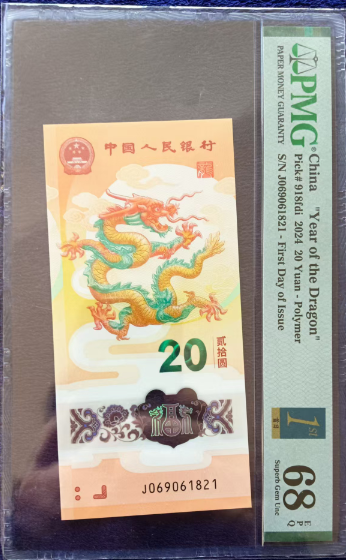 中国人民银行
20
贰拾圆
J069061821
PMG
PAPER MONEY GUARANTY
China "Year of the Dragon"
Pick# 918fdi 2024 20 Yuan - Polymer
S/N J069061821 - First Day of Issue
1ST
68 EPQ
Superb Gem Unc